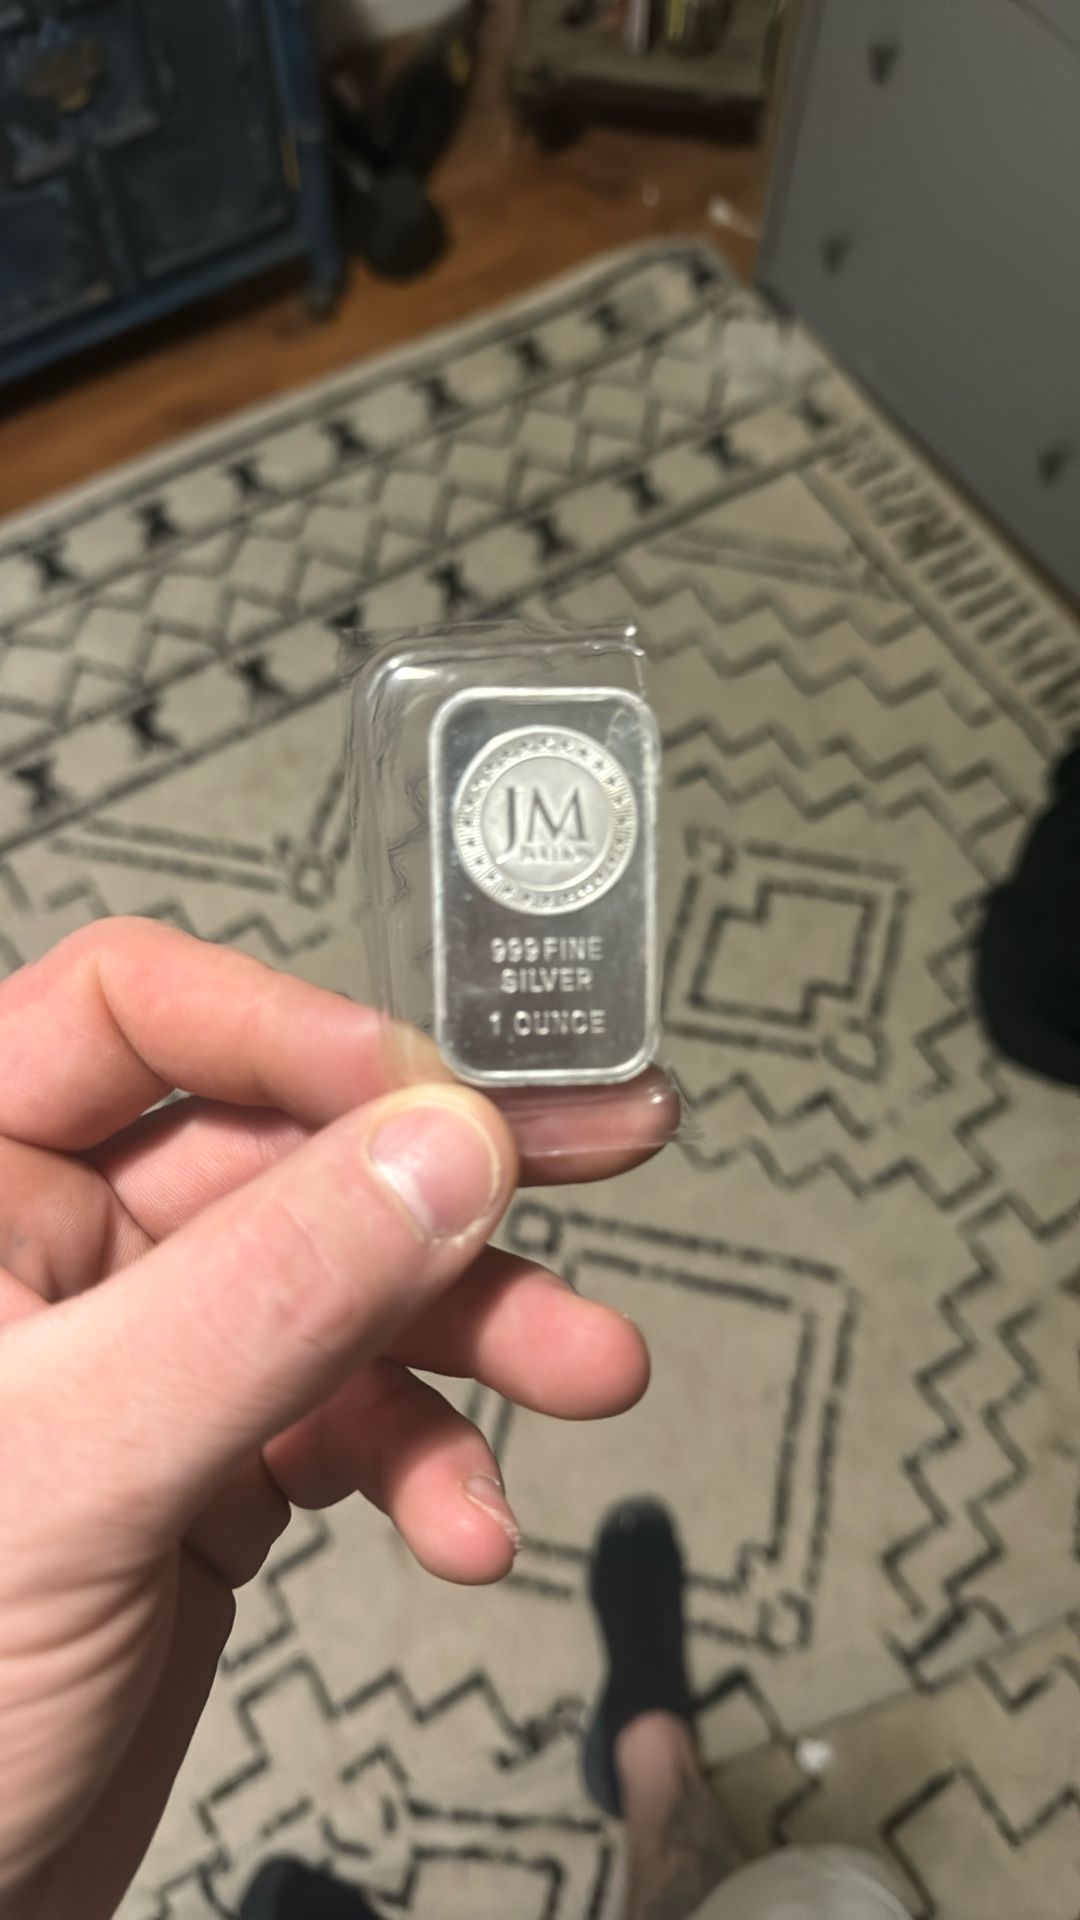 JM
999 FINE
SILVER
1 OUNCE